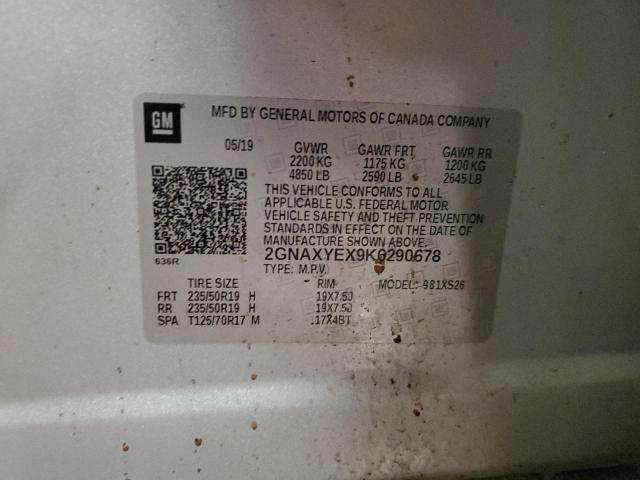 GM
MFD BY GENERAL MOTORS OF CANADA COMPANY
05/19 GVWR GAWR FRT GAWR RR
2200 KG 1175 KG 1200 KG
4850 LB 2590 LB 2645 LB
THIS VEHICLE CONFORMS TO ALL
APPLICABLE U.S. FEDERAL MOTOR
VEHICLE SAFETY AND THEFT PREVENTION
STANDARDS IN EFFECT ON THE DATE OF
MANUFACTURE SHOWN ABOVE.
2GNAXYEX9K6290678
636R
TYPE: M.P.V. MODEL: 981XS26
TIRE SIZE RIM
FRT 235/50R19 H 19X7.5J
RR 235/50R19 H 19X7.5J
SPA T125/70R17 M 17X4BT